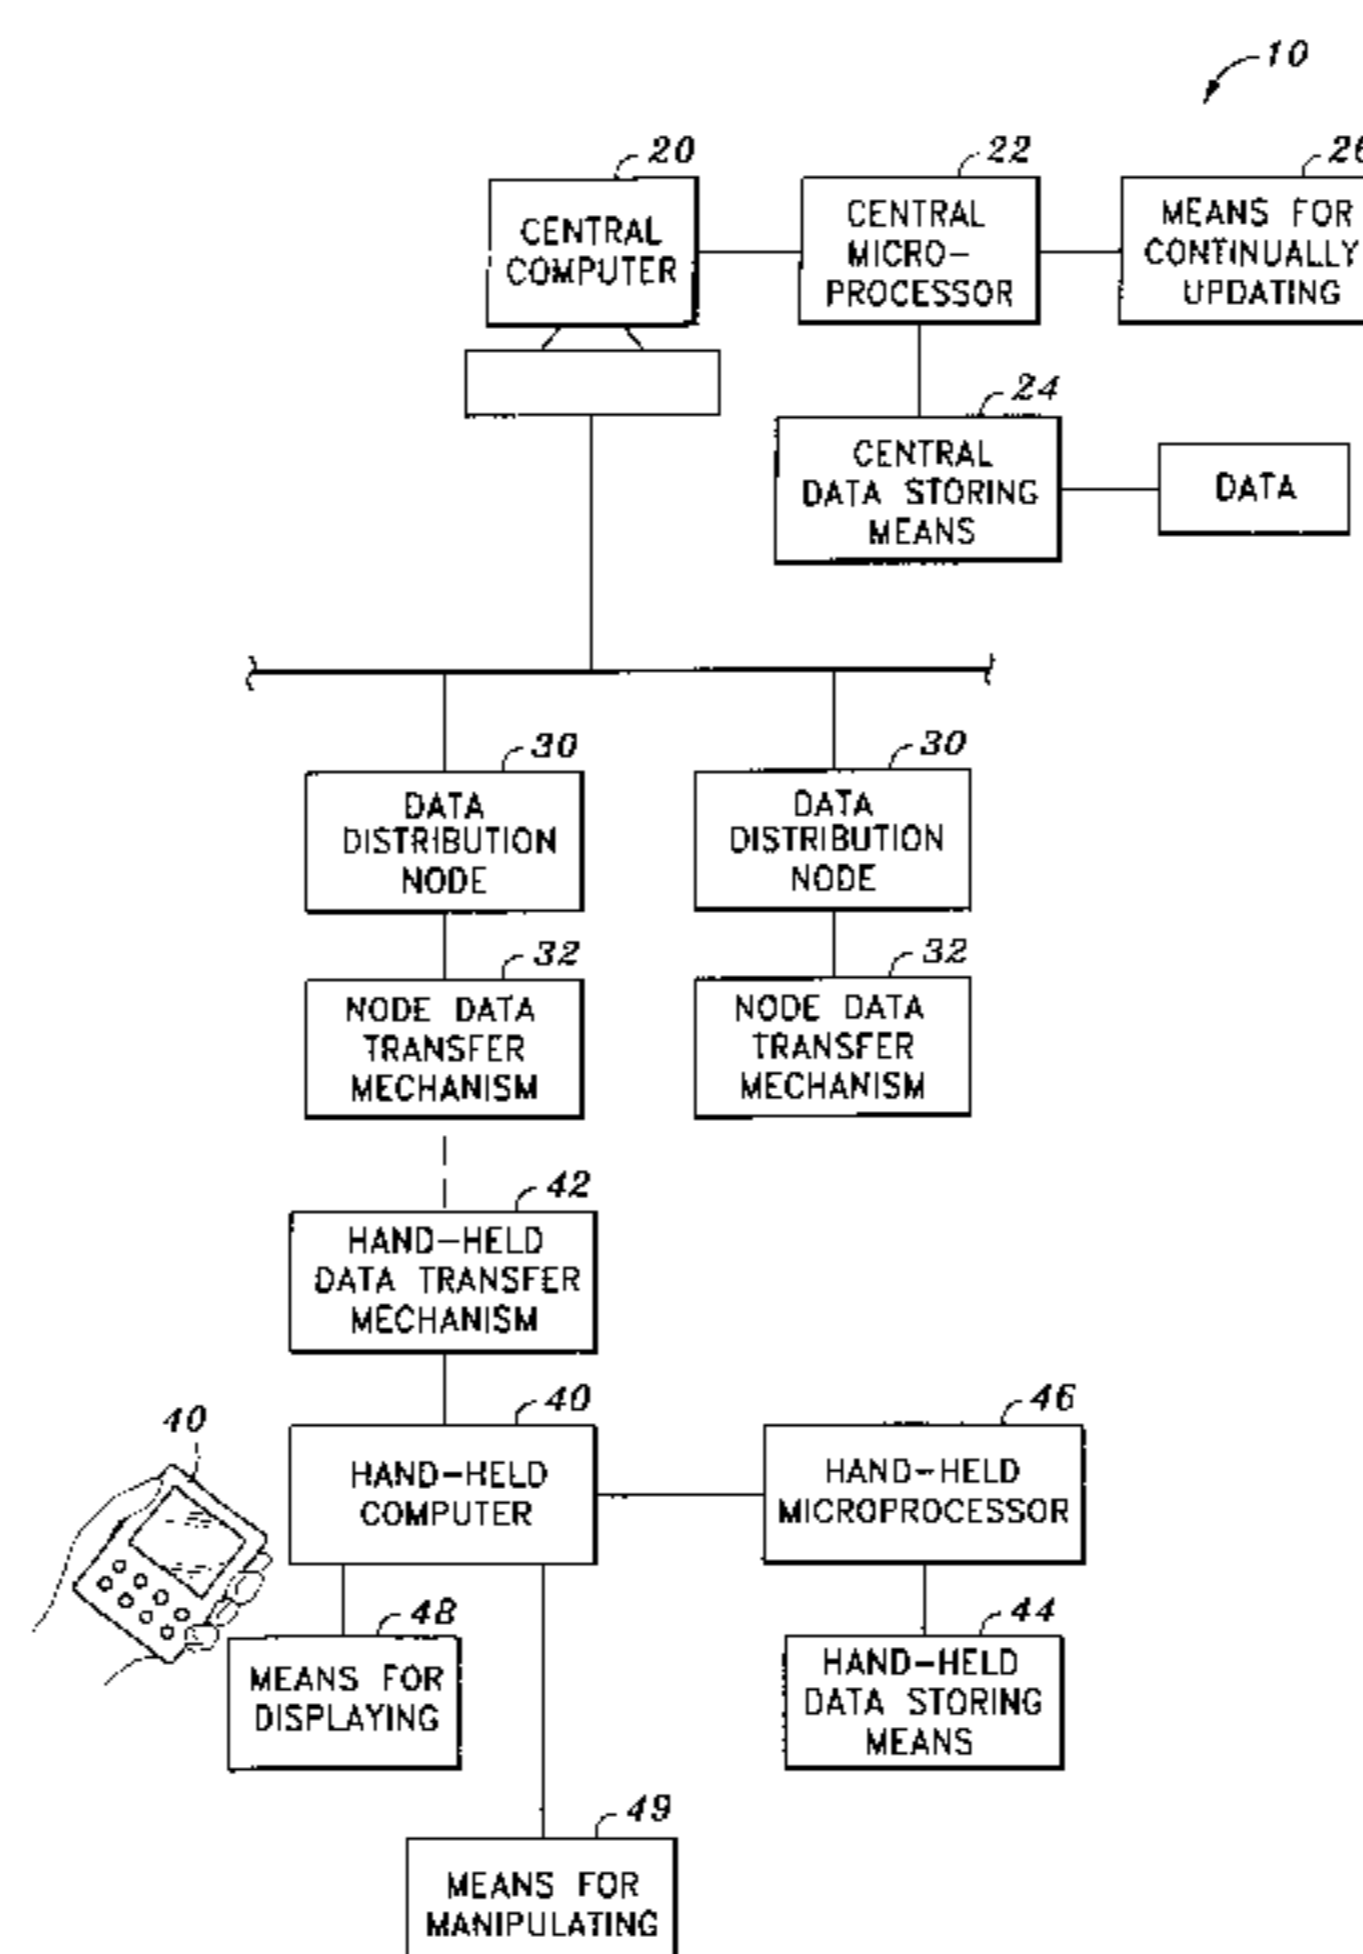 10
20
CENTRAL
COMPUTER
22
CENTRAL
MICRO-
PROCESSOR
26
MEANS FOR
CONTINUALLY
UPDATING
24
CENTRAL
DATA STORING
MEANS
DATA
30
DATA
DISTRIBUTION
NODE
30
DATA
DISTRIBUTION
NODE
32
NODE DATA
TRANSFER
MECHANISM
32
NODE DATA
TRANSFER
MECHANISM
42
HAND-HELD
DATA TRANSFER
MECHANISM
40
40
HAND-HELD
COMPUTER
46
HAND-HELD
MICROPROCESSOR
48
MEANS FOR
DISPLAYING
44
HAND-HELD
DATA STORING
MEANS
49
MEANS FOR
MANIPULATING